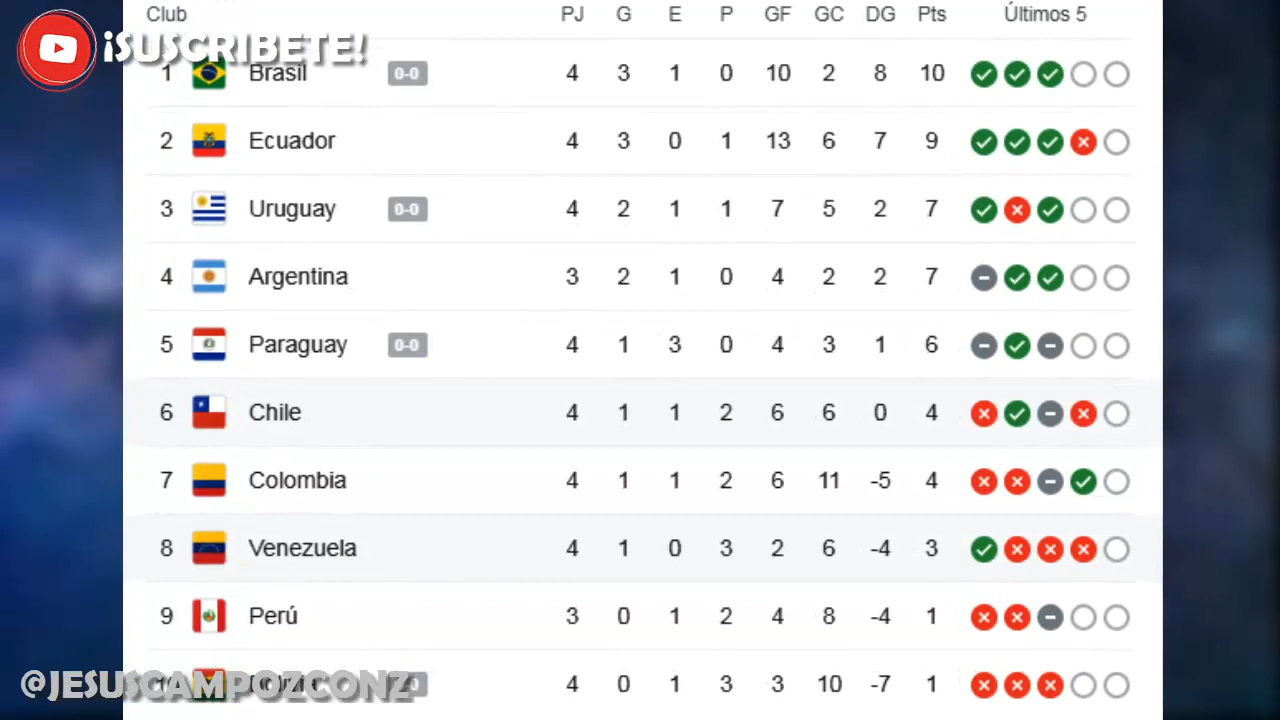 Club PJ G E P GF GC DG Pts Últimos 5
¡SUSCRIBETE!
1 Brasil 0-0 4 3 1 0 10 2 8 10
2 Ecuador 4 3 0 1 13 6 7 9
3 Uruguay 0-0 4 2 1 1 7 5 2 7
4 Argentina 3 2 1 0 4 2 2 7
5 Paraguay 0-0 4 1 3 0 4 3 1 6
6 Chile 4 1 1 2 6 6 0 4
7 Colombia 4 1 1 2 6 11 -5 4
8 Venezuela 4 1 0 3 2 6 -4 3
9 Perú 3 0 1 2 4 8 -4 1
4 0 1 3 3 10 -7 1
@JESUSCAMPOZCONZ